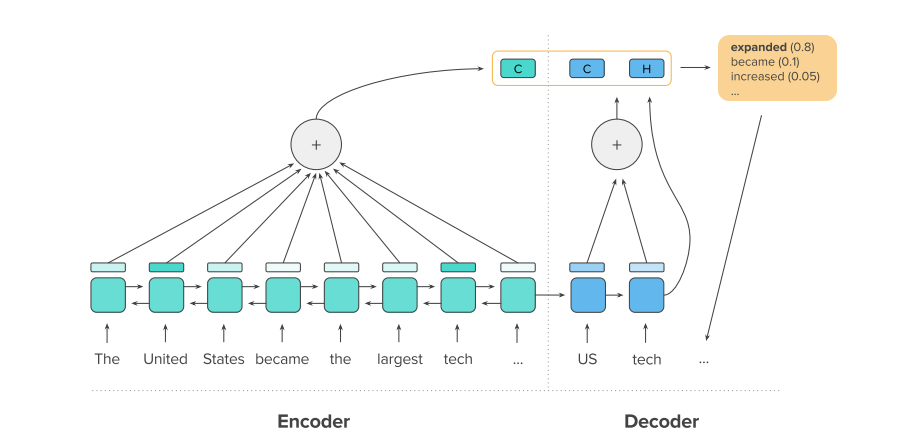 C C H
expanded (0.8)
became (0.1)
increased (0.05)
...
+ +
The United States became the largest tech ... US tech ...
Encoder Decoder